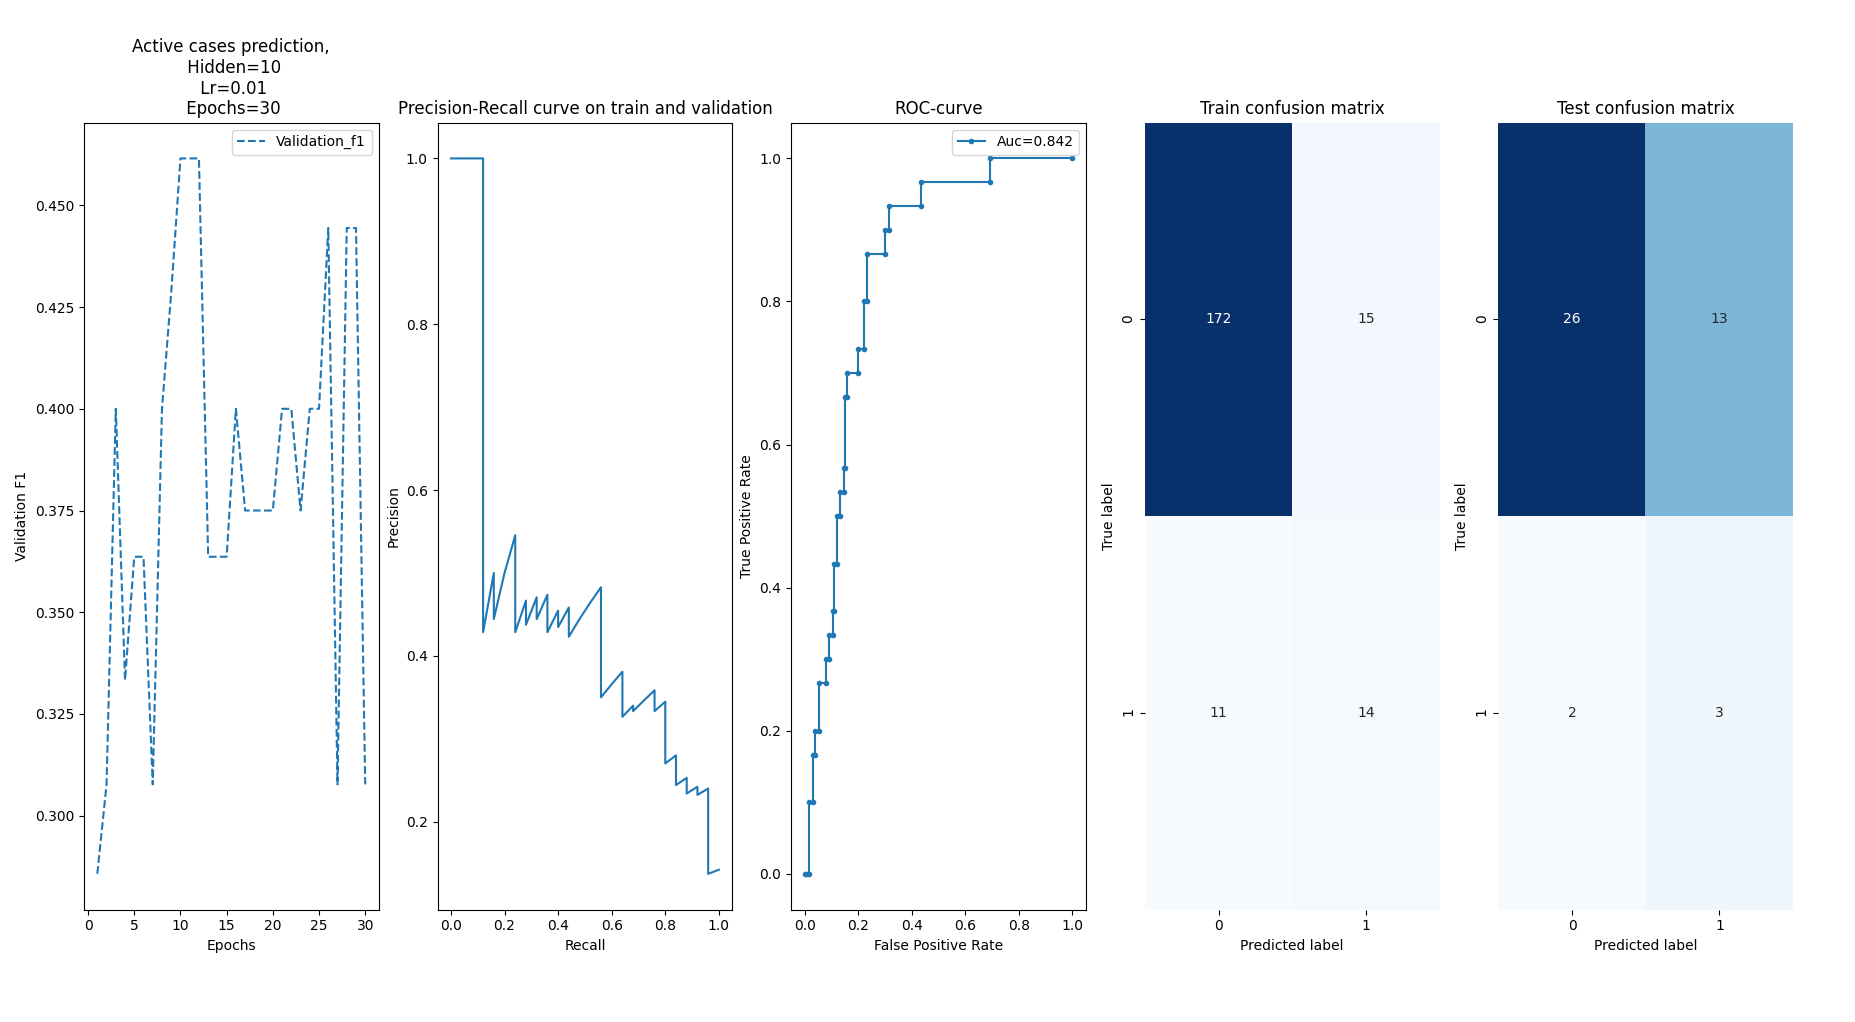 Active cases prediction,
Hidden=10
Lr=0.01
Epochs=30
Validation_f1
0.450
0.425
0.400
0.375
0.350
0.325
0.300
Validation F1
0 5 10 15 20 25 30
Epochs
Precision-Recall curve on train and validation
1.0
0.8
0.6
0.4
0.2
Precision
0.0 0.2 0.4 0.6 0.8 1.0
Recall
ROC-curve
Auc=0.842
1.0
0.8
0.6
0.4
0.2
0.0
True Positive Rate
0.0 0.2 0.4 0.6 0.8 1.0
False Positive Rate
Train confusion matrix
0
172 15
True label
1
11 14
0 1
Predicted label
Test confusion matrix
0
26 13
True label
1
2 3
0 1
Predicted label